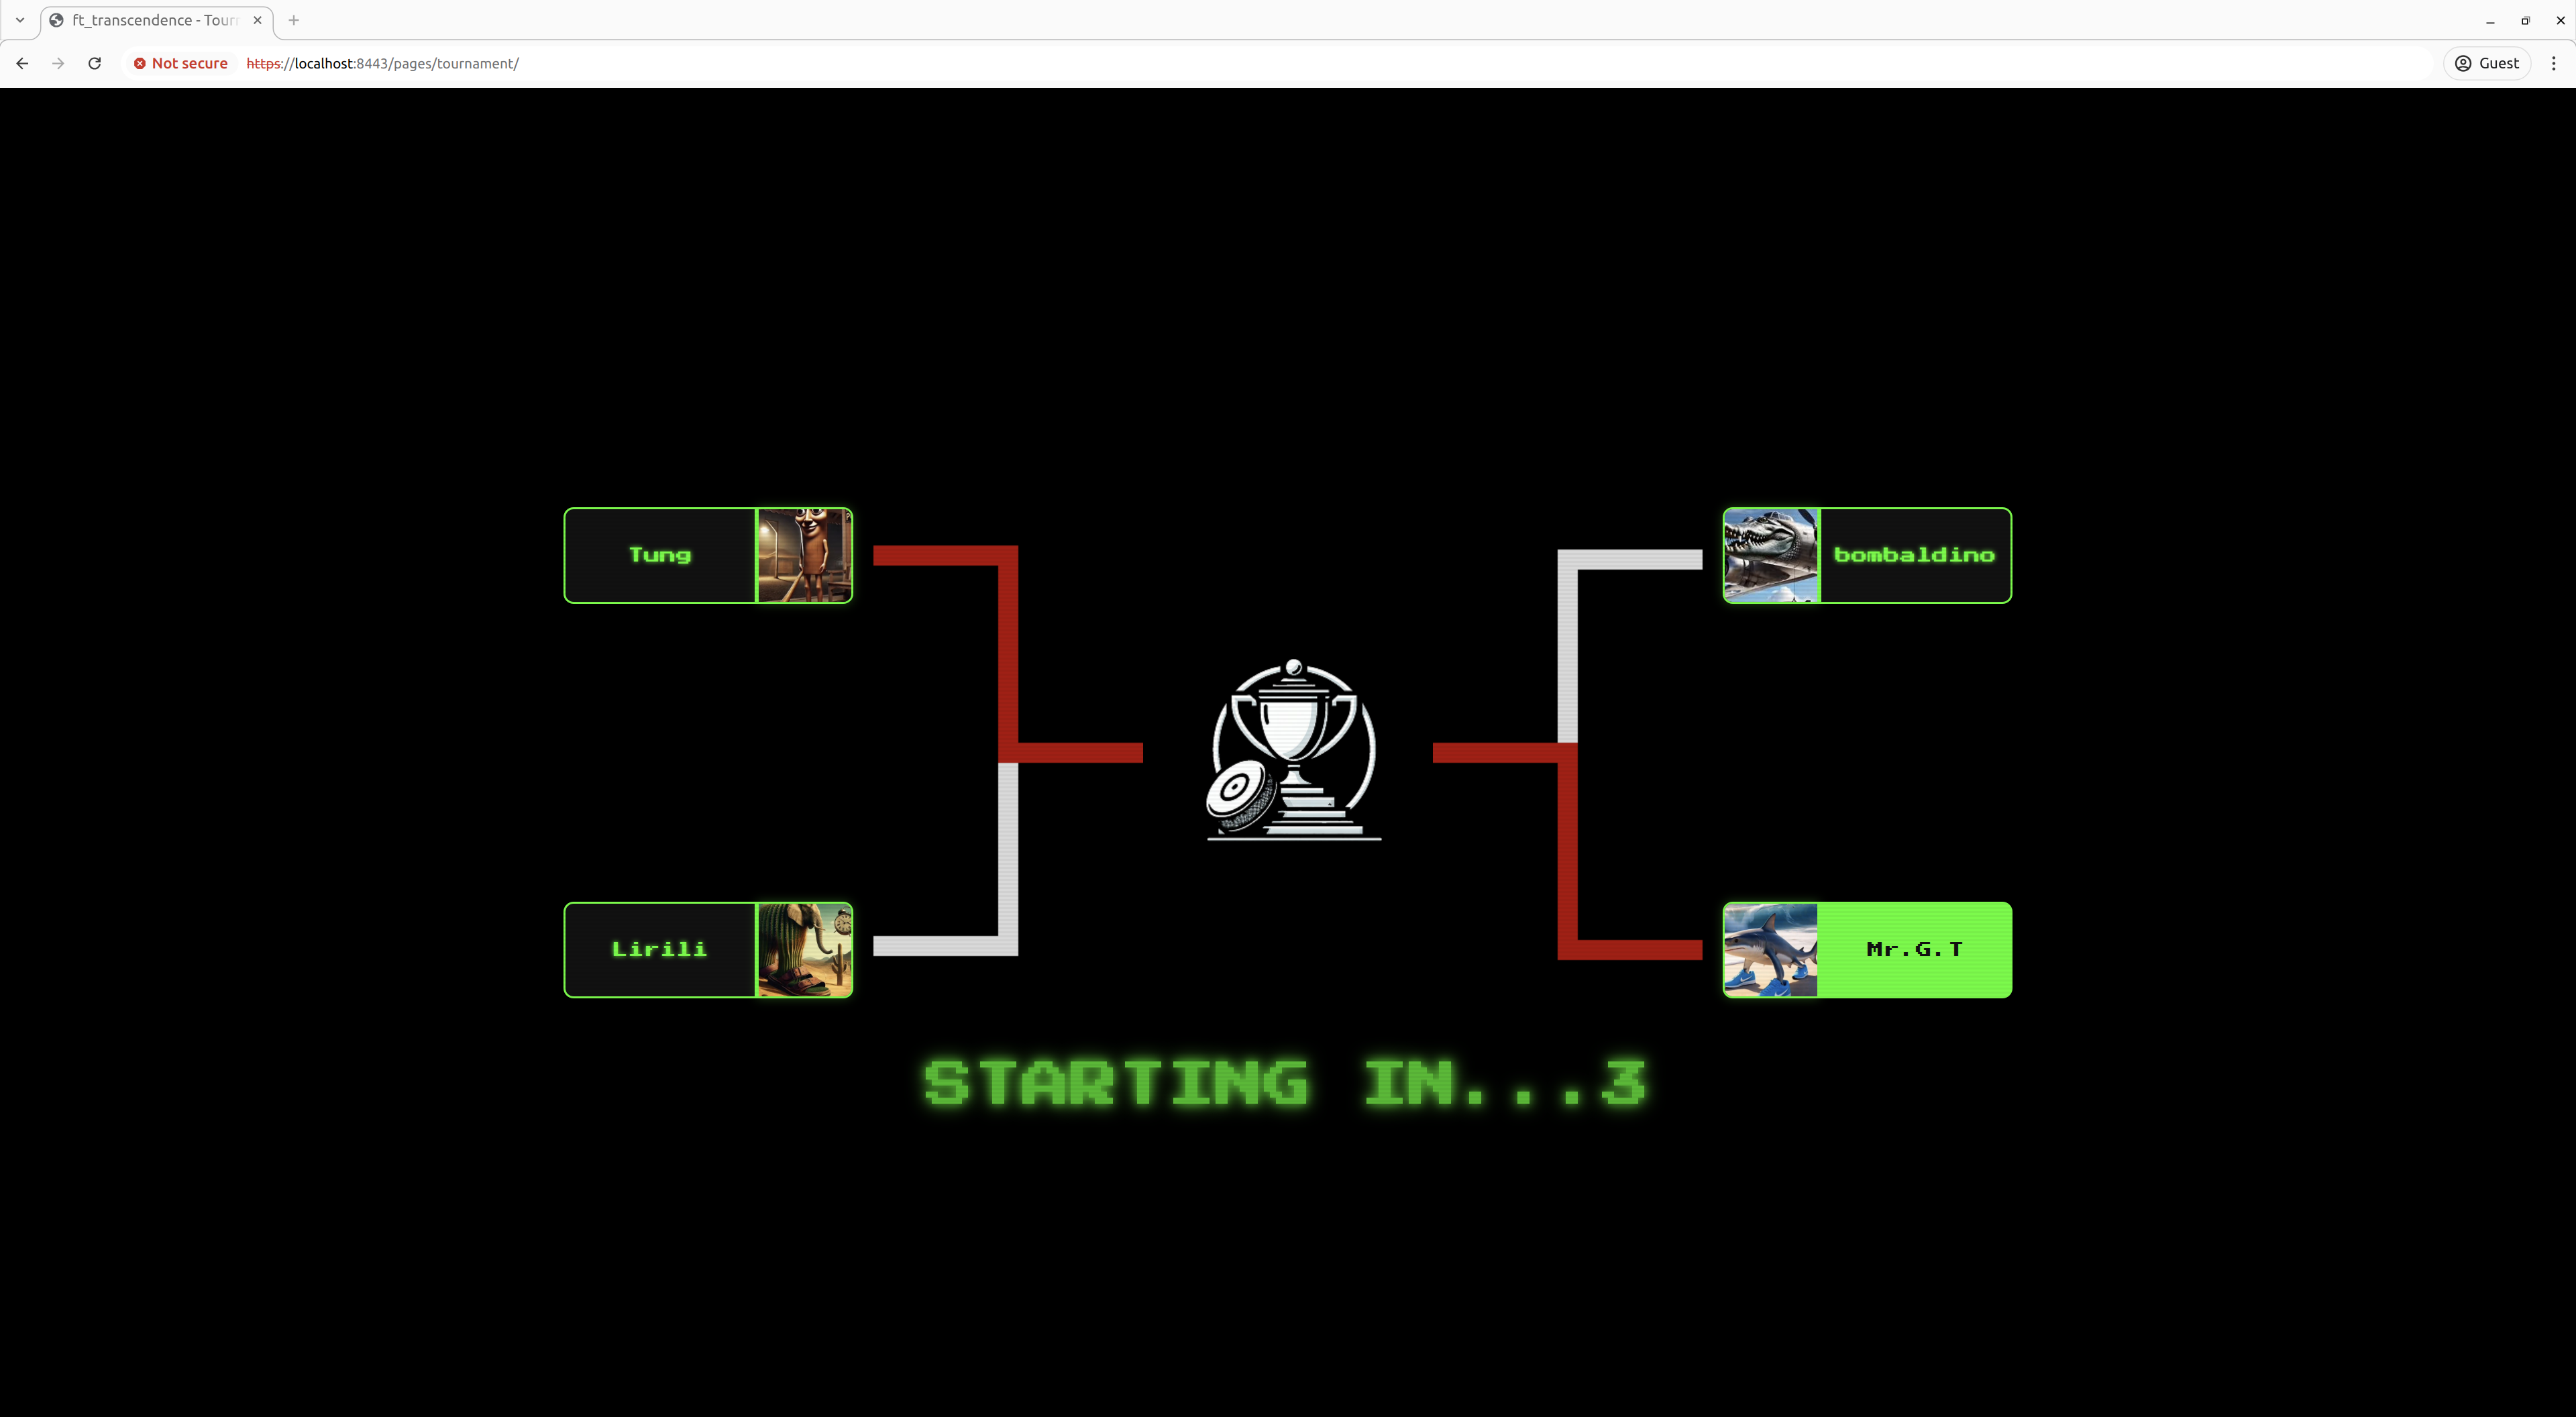 ft_transcendence - Tour
Not secure https://localhost:8443/pages/tournament/
Guest
Tung
bombaldino
Lirili
Mr.G.T
STARTING IN...3